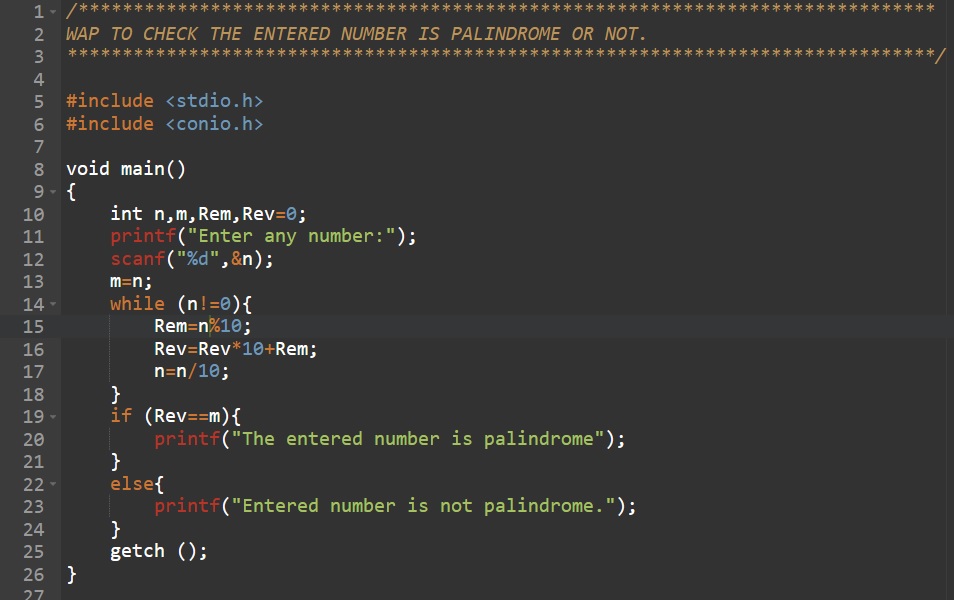 1 /******************************************************************************
2 WAP TO CHECK THE ENTERED NUMBER IS PALINDROME OR NOT.
3 *******************************************************************************/
4
5 #include <stdio.h>
6 #include <conio.h>
7
8 void main()
9 {
10     int n,m,Rem,Rev=0;
11     printf("Enter any number:");
12     scanf("%d",&n);
13     m=n;
14     while (n!=0){
15         Rem=n%10;
16         Rev=Rev*10+Rem;
17         n=n/10;
18     }
19     if (Rev==m){
20         printf("The entered number is palindrome");
21     }
22     else{
23         printf("Entered number is not palindrome.");
24     }
25     getch ();
26 }
27